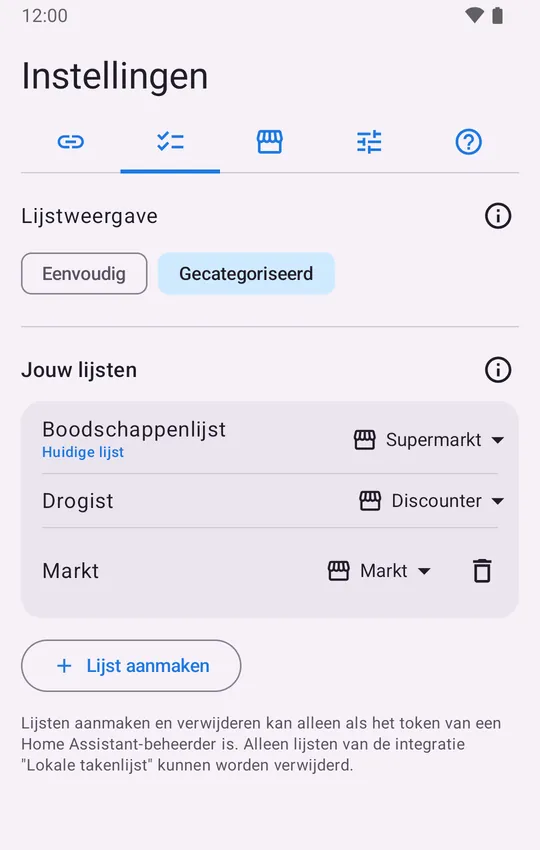 12:00
Instellingen
Lijstweergave
Eenvoudig
Gecategoriseerd
Jouw lijsten
Boodschappenlijst
Huidige lijst
Supermarkt
Drogist
Discounter
Markt
Markt
+ Lijst aanmaken
Lijsten aanmaken en verwijderen kan alleen als het token van een
Home Assistant-beheerder is. Alleen lijsten van de integratie
"Lokale takenlijst" kunnen worden verwijderd.